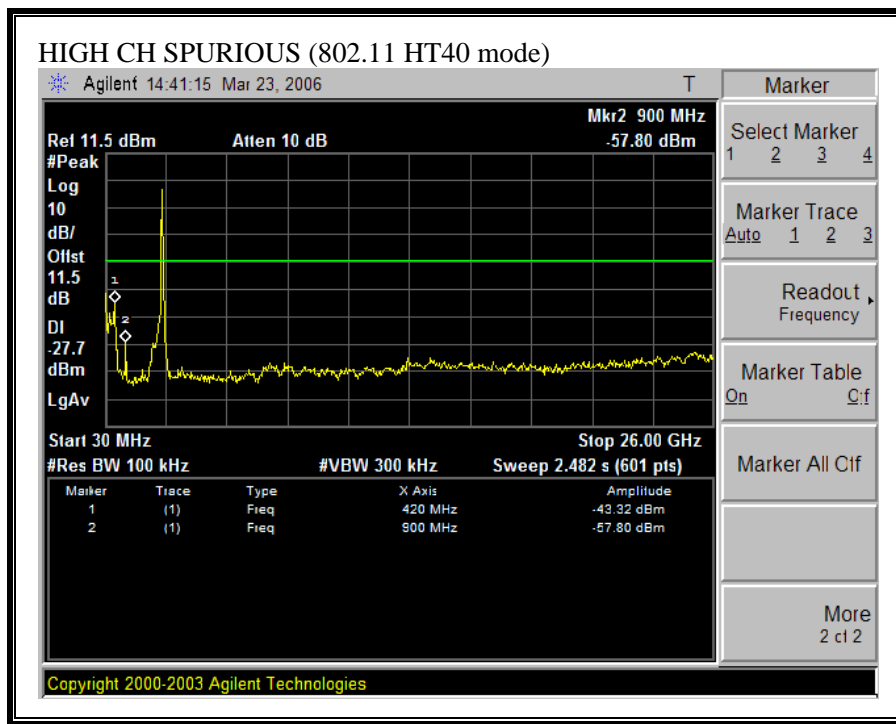 HIGH CH SPURIOUS (802.11 HT40 mode)
Agilent 14:41:15 Mar 23, 2006 T
Mkr2 900 MHz
Ref 11.5 dBm Atten 10 dB -57.80 dBm
#Peak
Log
10
dB/
Offst
11.5
dB
DI
-27.7
dBm
LgAv
1
2
Start 30 MHz Stop 26.00 GHz
#Res BW 100 kHz #VBW 300 kHz Sweep 2.482 s (601 pts)
Marker Trace Type X Axis Amplitude
1 (1) Freq 420 MHz -43.32 dBm
2 (1) Freq 900 MHz -57.80 dBm
Copyright 2000-2003 Agilent Technologies
Marker
Select Marker
1 2 3 4
Marker Trace
Auto 1 2 3
Readout
Frequency
Marker Table
On Off
Marker All Off
More
2 of 2